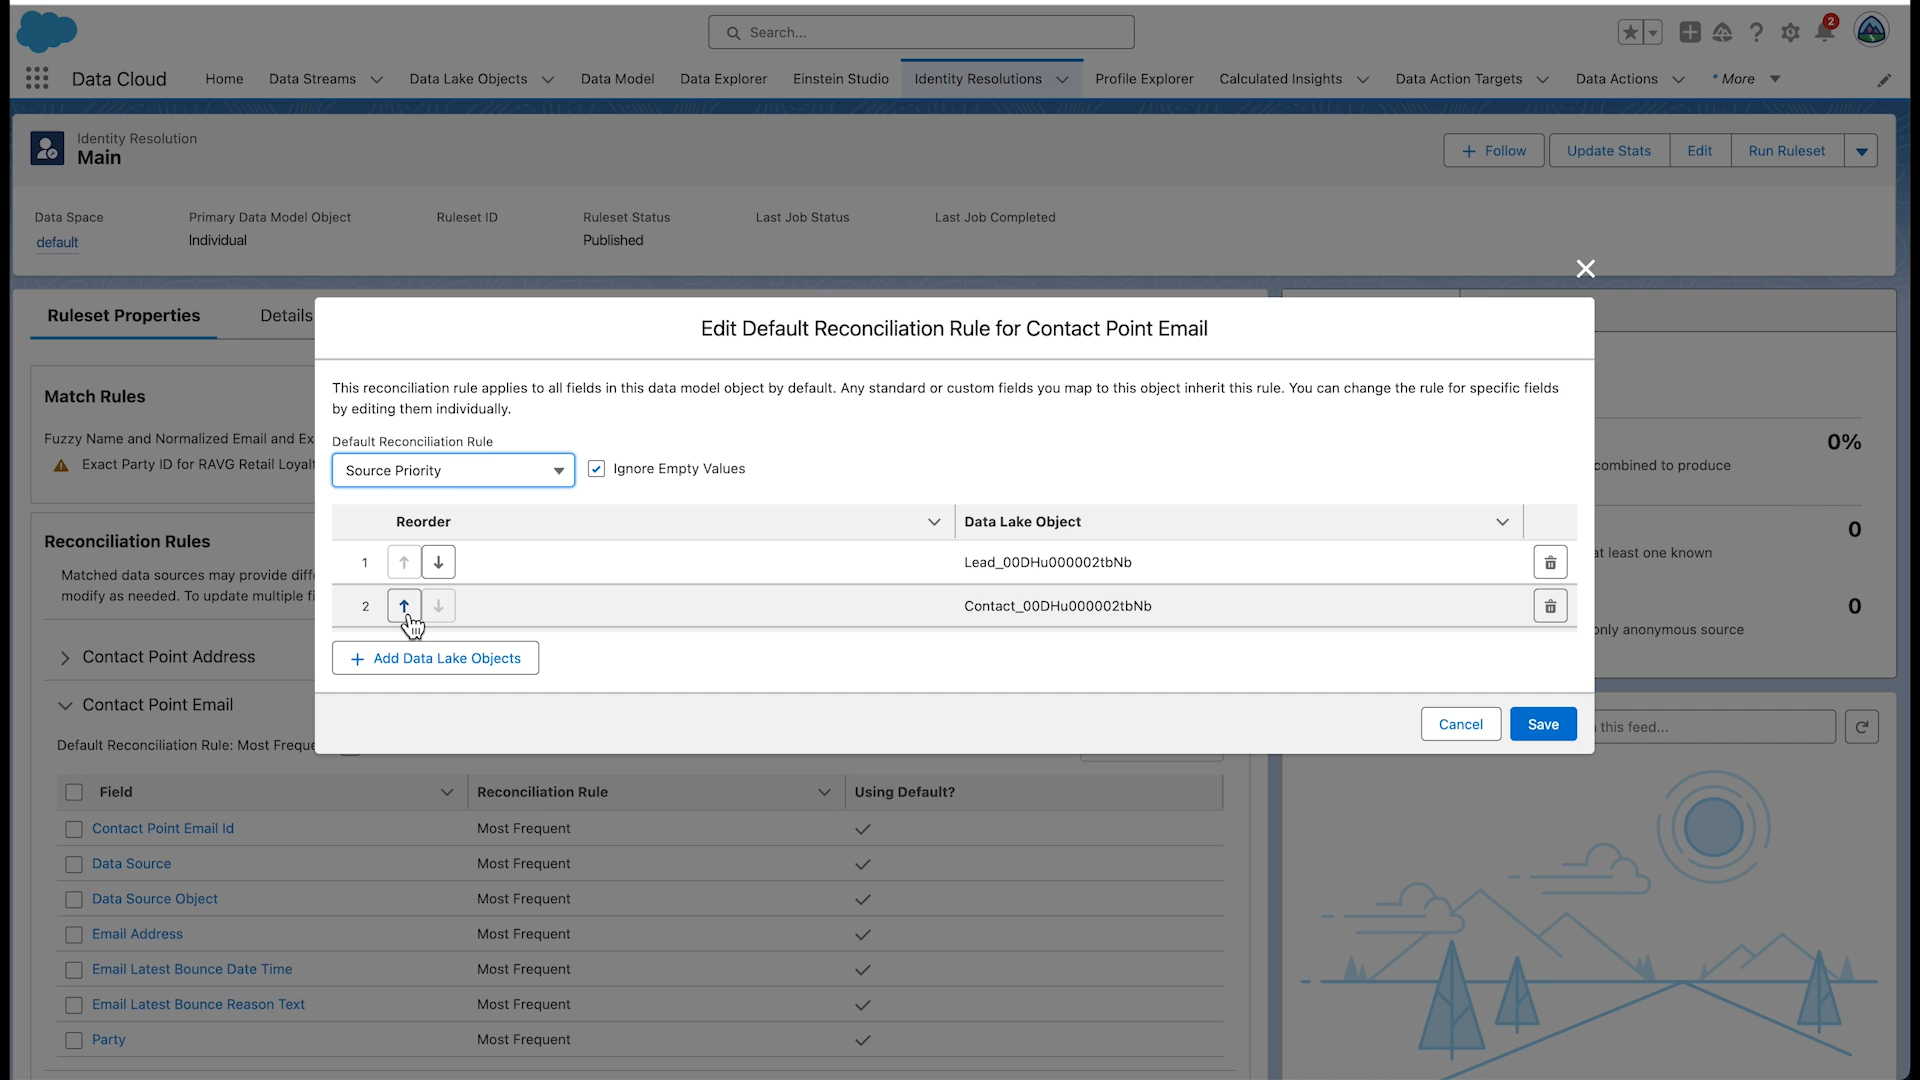 Search...
2
Data Cloud
Home
Data Streams
Data Lake Objects
Data Model
Data Explorer
Einstein Studio
Identity Resolutions
Profile Explorer
Calculated Insights
Data Action Targets
Data Actions
* More
Identity Resolution
Main
Follow
Update Stats
Edit
Run Ruleset
Data Space
Primary Data Model Object
Ruleset ID
Ruleset Status
Last Job Status
Last Job Completed
default
Individual
Published
Ruleset Properties
Details
Match Rules
Fuzzy Name and Normalized Email and Ex
Exact Party ID for RAVG Retail Loyalt
Reconciliation Rules
Matched data sources may provide diff
modify as needed. To update multiple fi
Contact Point Address
Contact Point Email
Default Reconciliation Rule: Most Freque
Edit Default Reconciliation Rule for Contact Point Email
This reconciliation rule applies to all fields in this data model object by default. Any standard or custom fields you map to this object inherit this rule. You can change the rule for specific fields
by editing them individually.
Default Reconciliation Rule
Source Priority
Ignore Empty Values
Reorder
Data Lake Object
1
Lead_00DHu000002tbNb
2
Contact_00DHu000002tbNb
Add Data Lake Objects
Cancel
Save
0%
combined to produce
0
at least one known
0
only anonymous source
this feed...
Field
Reconciliation Rule
Using Default?
Contact Point Email Id
Most Frequent
Data Source
Most Frequent
Data Source Object
Most Frequent
Email Address
Most Frequent
Email Latest Bounce Date Time
Most Frequent
Email Latest Bounce Reason Text
Most Frequent
Party
Most Frequent